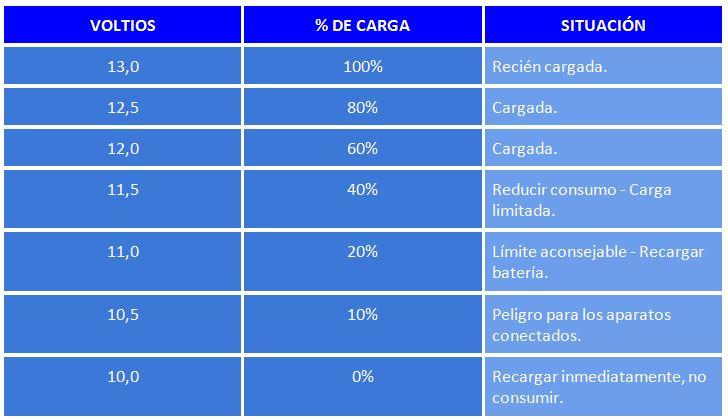 VOLTIOS % DE CARGA SITUACIÓN
13,0 100% Recién cargada.
12,5 80% Cargada.
12,0 60% Cargada.
11,5 40% Reducir consumo - Carga
limitada.
11,0 20% Límite aconsejable - Recargar
batería.
10,5 10% Peligro para los aparatos
conectados.
10,0 0% Recargar inmediatamente, no
consumir.